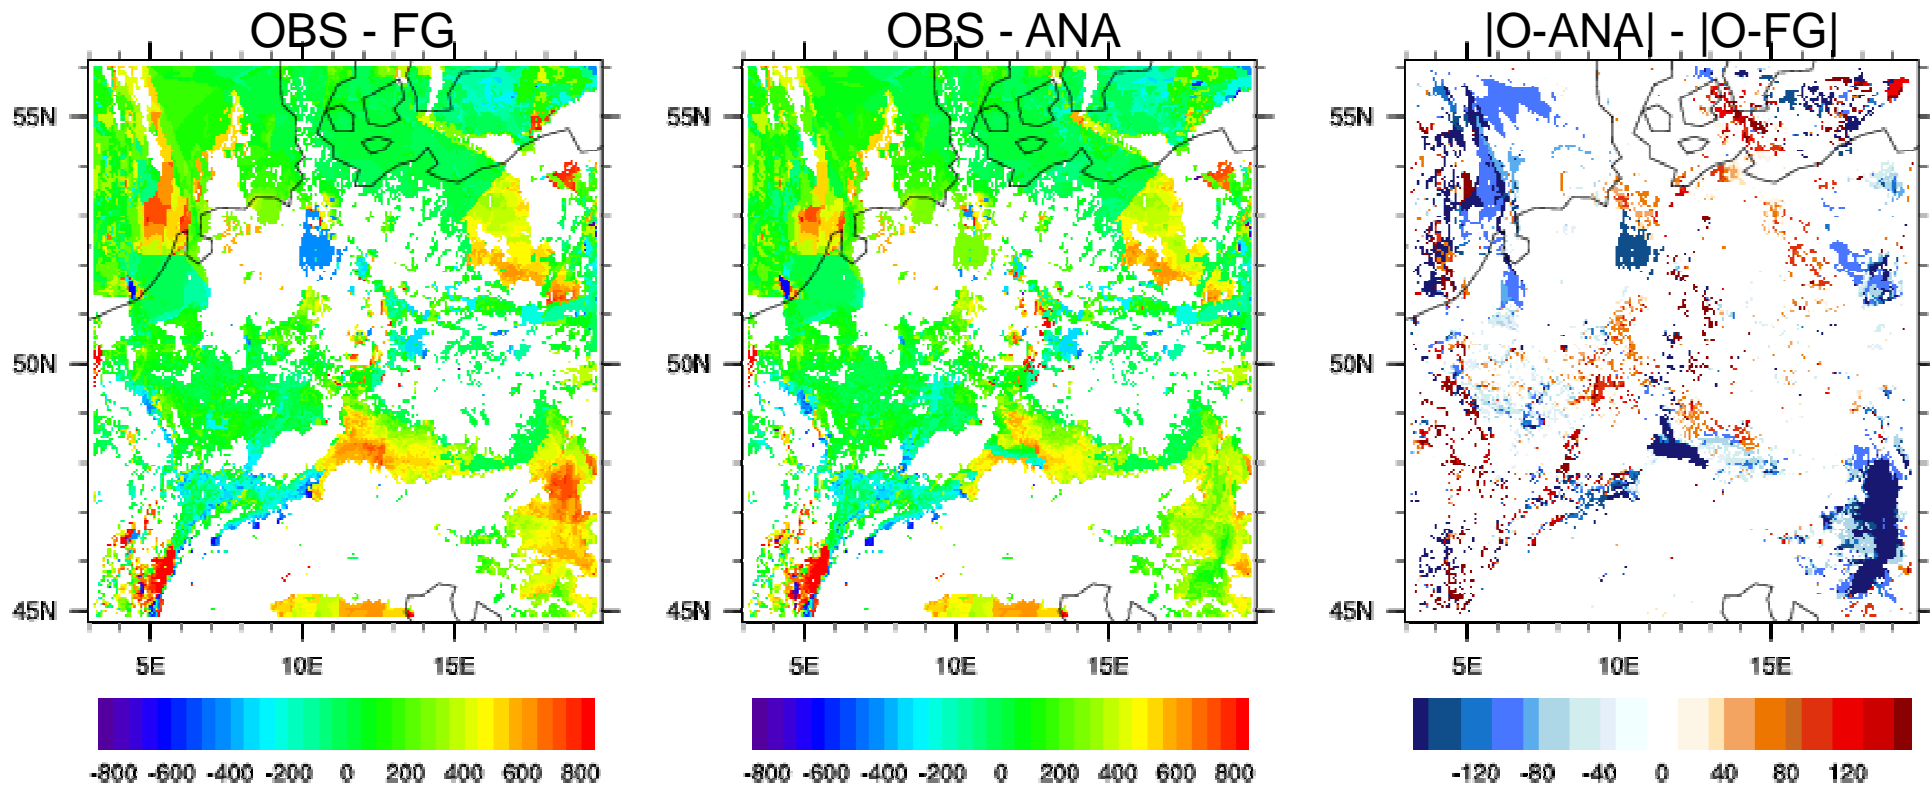 OBS - FG
OBS - ANA
|O-ANA| - |O-FG|
55N
50N
45N
5E 10E 15E
55N
50N
45N
5E 10E 15E
55N
50N
45N
5E 10E 15E
-800 -600 -400 -200 0 200 400 600 800
-800 -600 -400 -200 0 200 400 600 800
-120 -80 -40 0 40 80 120